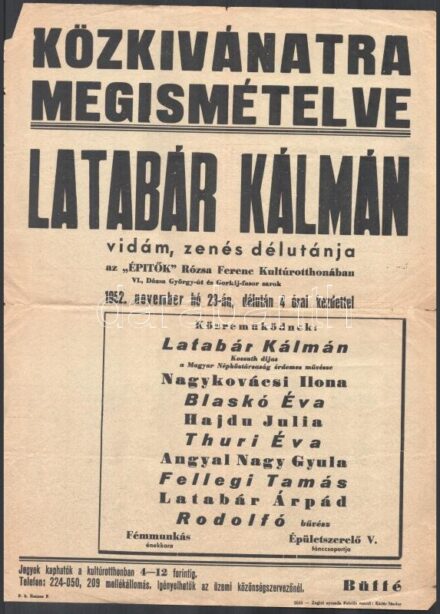 KÖZKIVÁNATRA
MEGISMÉTELVE
LATABÁR KÁLMÁN
vidám, zenés délutánja
az „ÉPITŐK” Rózsa Ferenc Kultúrotthonában
VI., Dózsa György-út és Gorkij-fasor sarok
1952. november hó 23-án, délután 4 órai kezdettel
Közreműködnek:
Latabár Kálmán
Kossuth díjas
a Magyar Népköztársaság érdemes művésze
Nagykovácsi Ilona
Blaskó Éva
Hajdu Julia
Thuri Éva
Angyal Nagy Gyula
Fellegi Tamás
Latabár Árpád
Rodolfó bűvész
Fémmunkás Épületszerelő V.
énekkara tánccsoportja
Jegyek kaphatók a kultúrotthonban 4—12 forintig.
Telefon: 224-050, 209 mellékállomás. Igényelhetők az üzemi közönségszervezőnél. Büffé